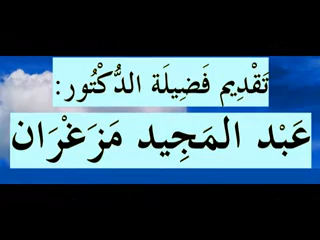 تَقْدِيم فَضِيلَة الدُّكْتُور:
عَبْد المَجِيد مَزَغْرَان